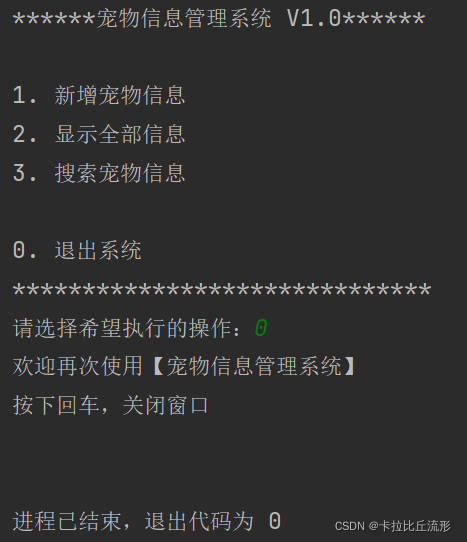 ******宠物信息管理系统 V1.0******
1. 新增宠物信息
2. 显示全部信息
3. 搜索宠物信息
0. 退出系统
******************************
请选择希望执行的操作：0
欢迎再次使用【宠物信息管理系统】
按下回车，关闭窗口
进程已结束，退出代码为 0
CSDN @卡拉比丘流形